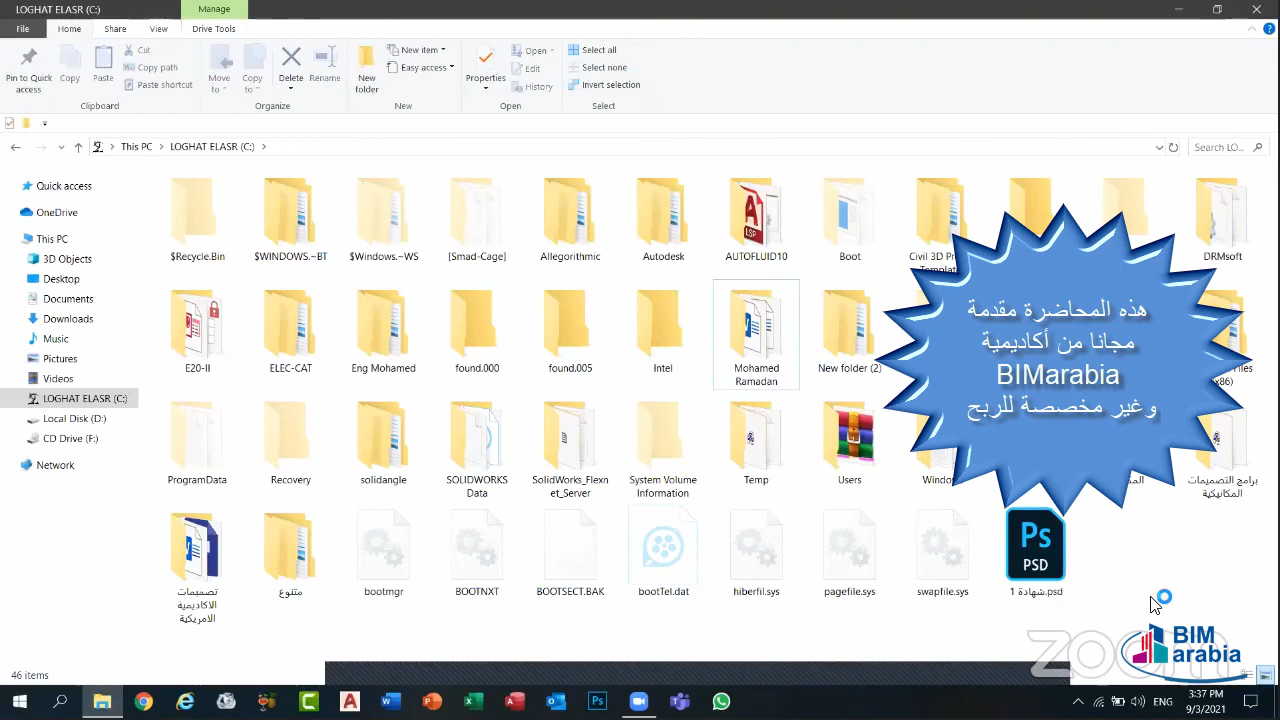 LOGHAT ELASR (C:)
Manage
File
Home
Share
View
Drive Tools
Pin to Quick
access
Copy
Paste
Cut
Copy path
Paste shortcut
Clipboard
Move
to
Copy
to
Delete
Rename
Organize
New
folder
New item
Easy access
New
Properties
Open
Edit
History
Open
Select all
Select none
Invert selection
Select
This PC
LOGHAT ELASR (C:)
Search LO...
Quick access
OneDrive
This PC
3D Objects
Desktop
Documents
Downloads
Music
Pictures
Videos
LOGHAT ELASR (C:)
Local Disk (D:)
CD Drive (F:)
Network
$Recycle.Bin
$WINDOWS.~BT
$Windows.~WS
[Smad-Cage]
Allegorithmic
Autodesk
A
LSP
AUTOFLUID10
Boot
Civil 3D
DRMsoft
E20-II
ELEC-CAT
Eng Mohamed
found.000
found.005
Intel
Mohamed
Ramadan
New folder (2)
x86)
ProgramData
Recovery
solidangle
SOLIDWORKS
Data
SolidWorks_Flexn
et_Server
System Volume
Information
Temp
Users
برامج التصميمات
المكانيكية
تصميمات
الاكاديمية
الامريكية
متنوع
bootmgr
BOOTNXT
BOOTSECT.BAK
bootTel.dat
hiberfil.sys
pagefile.sys
swapfile.sys
Ps
PSD
شهادة 1.psd
هذه المحاضرة مقدمة
مجانا من أكاديمية
BIMarabia
وغير مخصصة للربح
zoom
BIM
arabia
46 items
ENG
3:37 PM
9/3/2021